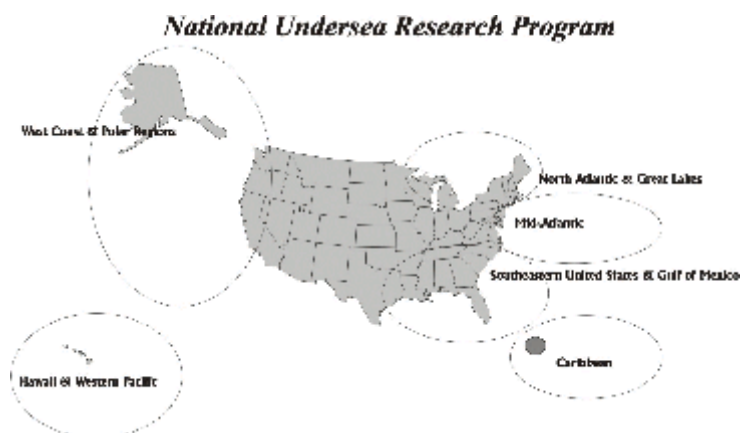 National Undersea Research Program
West Coast & Polar Regions
North Atlantic & Great Lakes
Mid-Atlantic
Southeastern United States & Gulf of Mexico
Caribbean
Hawaii & Western Pacific